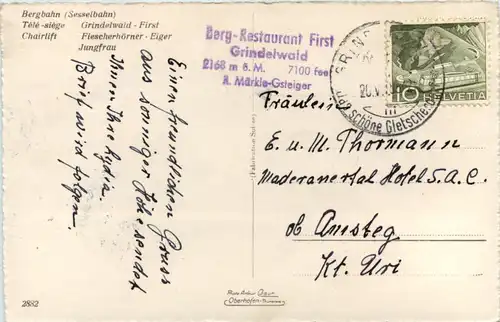 Bergbahn (Sesselbahn)
Télé-siège Grindelwald - First
Chairlift Fiescherhörner - Eiger
Jungfrau
Berg-Restaurant First
Grindelwald
2168 m ü. M. 7100 feet
R. Märkle-Gsteiger
10 HELVETIA
Einen freundlichen Gruss
aus sonniger Höhe sendet
Ihnen Ihre Lydia.
Brief wird folgen.
Fräulein
E. u. M. Thormann
Maderanertal Hotel S.A.C.
ob Amsteg
Kt. Uri
2882